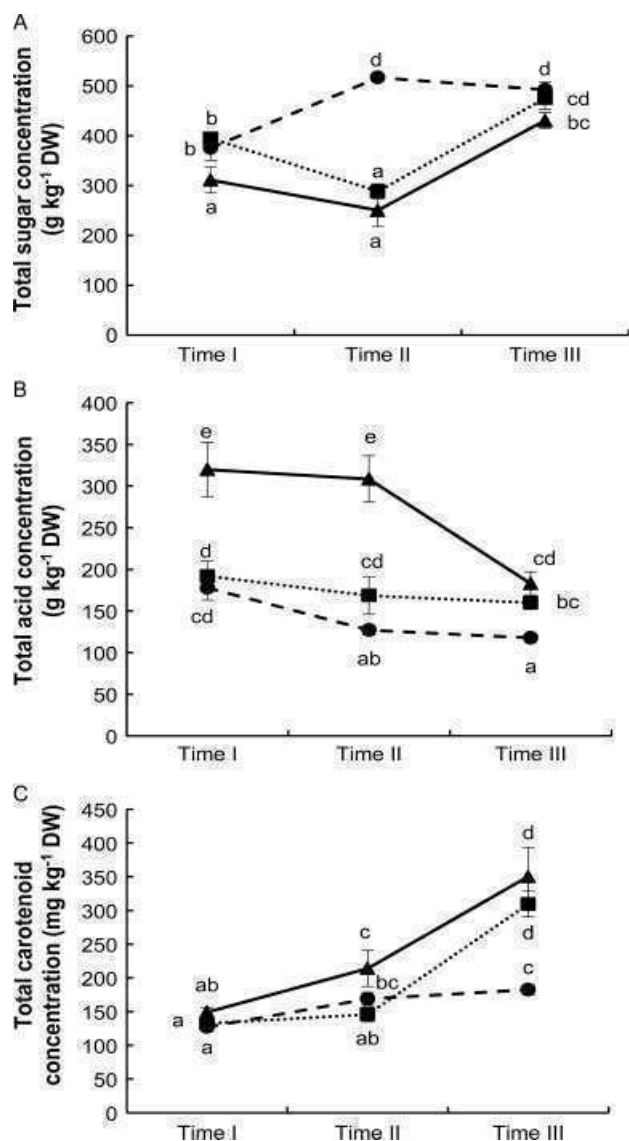 A
Total sugar concentration
(g kg⁻¹ DW)
600
500
400
300
200
100
0
b
b
a
d
a
a
d
cd
bc
Time I Time II Time III
B
Total acid concentration
(g kg⁻¹ DW)
400
350
300
250
200
150
100
50
0
e
d
cd
e
cd
ab
cd
bc
a
Time I Time II Time III
C
Total carotenoid
concentration (mg kg⁻¹ DW)
450
400
350
300
250
200
150
100
50
0
ab
a
a
c
bc
ab
d
d
c
Time I Time II Time III